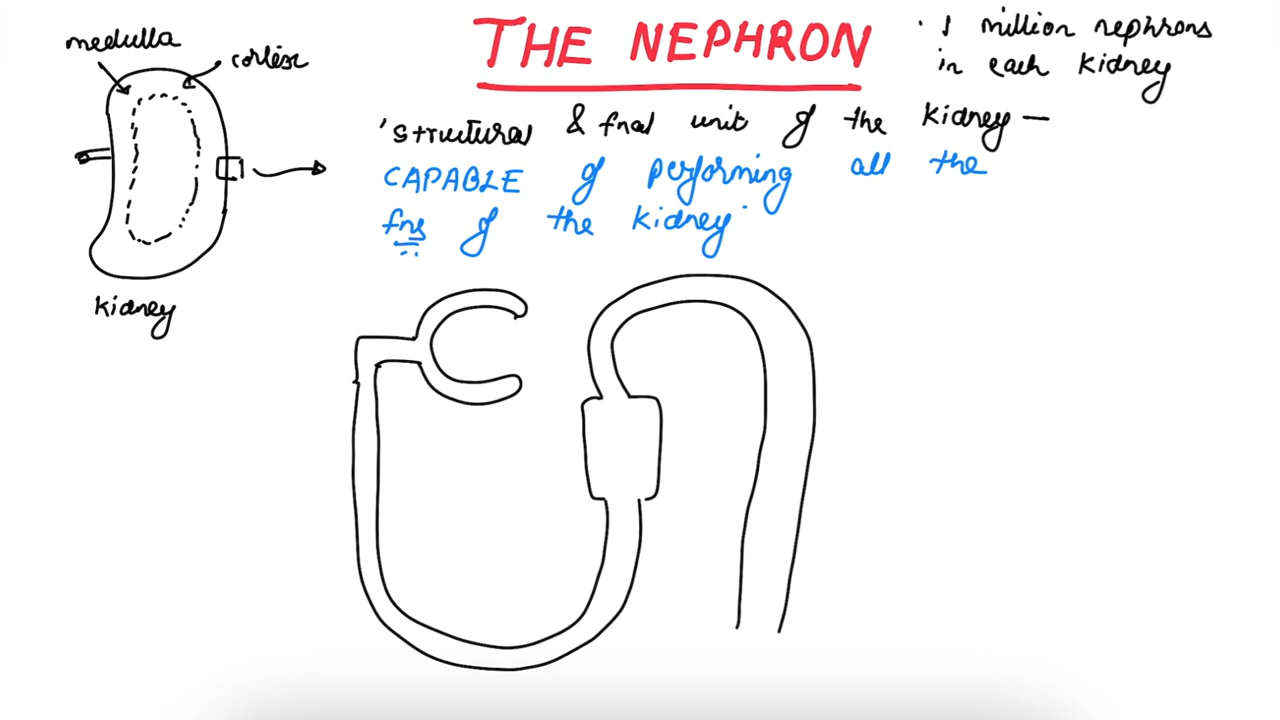 THE NEPHRON
· 1 million nephrons
in each kidney
medulla
cortex
'structural & fnal unit of the kidney —
CAPABLE of performing all the
fns of the kidney'
kidney